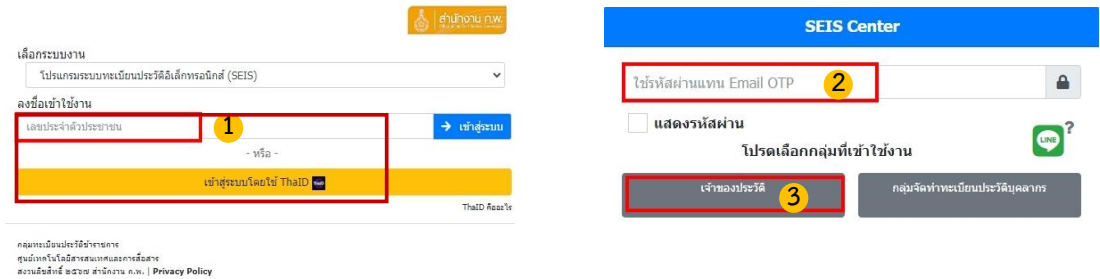 สำนักงาน ก.พ.
เลือกระบบงาน
โปรแกรมระบบทะเบียนประวัติอิเล็กทรอนิกส์ (SEIS)
ลงชื่อเข้าใช้งาน
เลขประจำตัวประชาชน
1
เข้าสู่ระบบ
- หรือ -
เข้าสู่ระบบโดยใช้ ThaID
ThaID คืออะไร
กลุ่มทะเบียนประวัติข้าราชการ
ศูนย์เทคโนโลยีสารสนเทศและการสื่อสาร
สงวนลิขสิทธิ์ ๒๕๖๗ สำนักงาน ก.พ. | Privacy Policy
SEIS Center
ใช้รหัสผ่านแทน Email OTP
2
แสดงรหัสผ่าน
LINE
?
โปรดเลือกกลุ่มที่เข้าใช้งาน
เจ้าของประวัติ
3
กลุ่มจัดทำทะเบียนประวัติบุคลากร